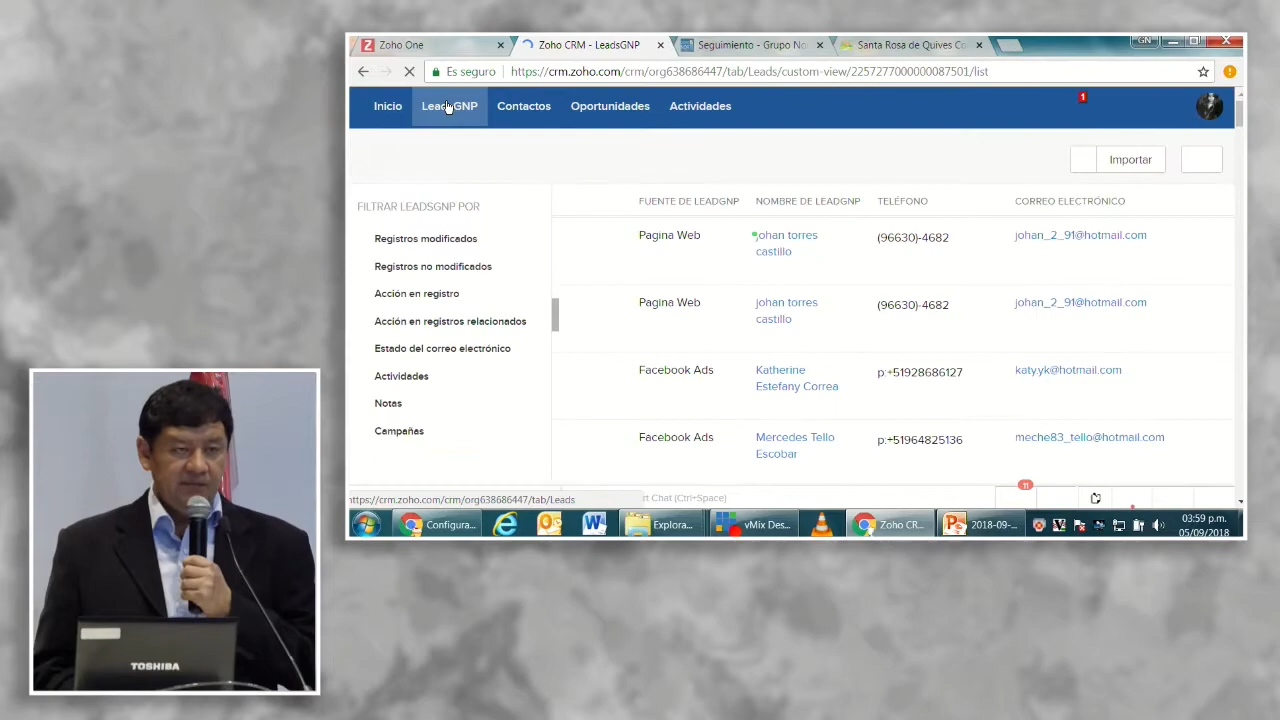 Zoho One
Zoho CRM - LeadsGNP
Seguimiento - Grupo No
Santa Rosa de Quives Co
GN
Es seguro
https://crm.zoho.com/crm/org638686447/tab/Leads/custom-view/2257277000000087501/list
Inicio
LeadsGNP
Contactos
Oportunidades
Actividades
1
Importar
FILTRAR LEADSGNP POR
Registros modificados
Registros no modificados
Acción en registro
Acción en registros relacionados
Estado del correo electrónico
Actividades
Notas
Campañas
FUENTE DE LEADGNP NOMBRE DE LEADGNP TELÉFONO CORREO ELECTRÓNICO
Pagina Web johan torres (96630)-4682 johan_2_91@hotmail.com
castillo
Pagina Web johan torres (96630)-4682 johan_2_91@hotmail.com
castillo
Facebook Ads Katherine p:+51928686127 katy.yk@hotmail.com
Estefany Correa
Facebook Ads Mercedes Tello p:+51964825136 meche83_tello@hotmail.com
Escobar
https://crm.zoho.com/crm/org638686447/tab/Leads
rt Chat (Ctrl+Space)
11
Configura...
Explora...
vMix Des...
Zoho CR...
2018-09-...
03:59 p.m.
05/09/2018
TOSHIBA